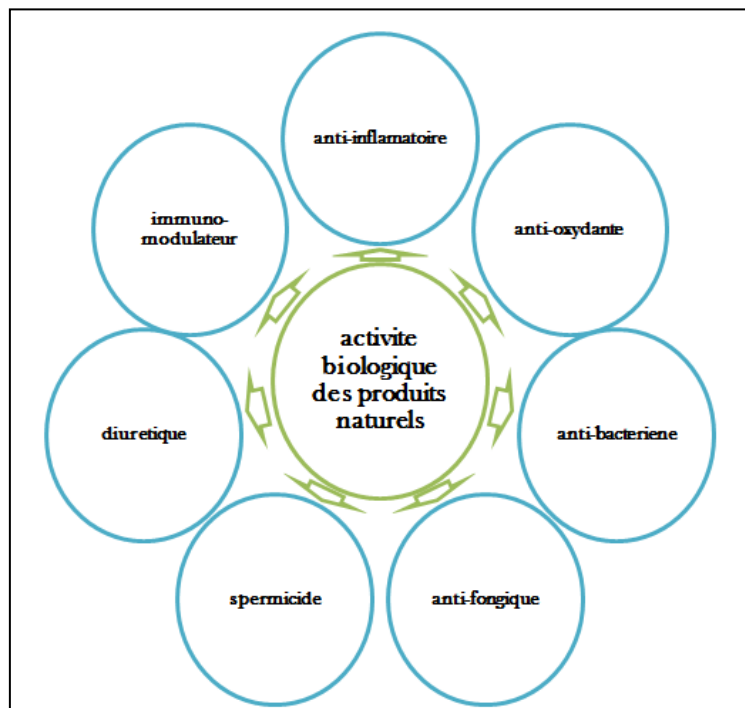 anti-inflamatoire
immuno-
modulateur
anti-oxydante
activite
biologique
des produits
naturels
diuretique
anti-bacteriene
spermicide
anti-fongique